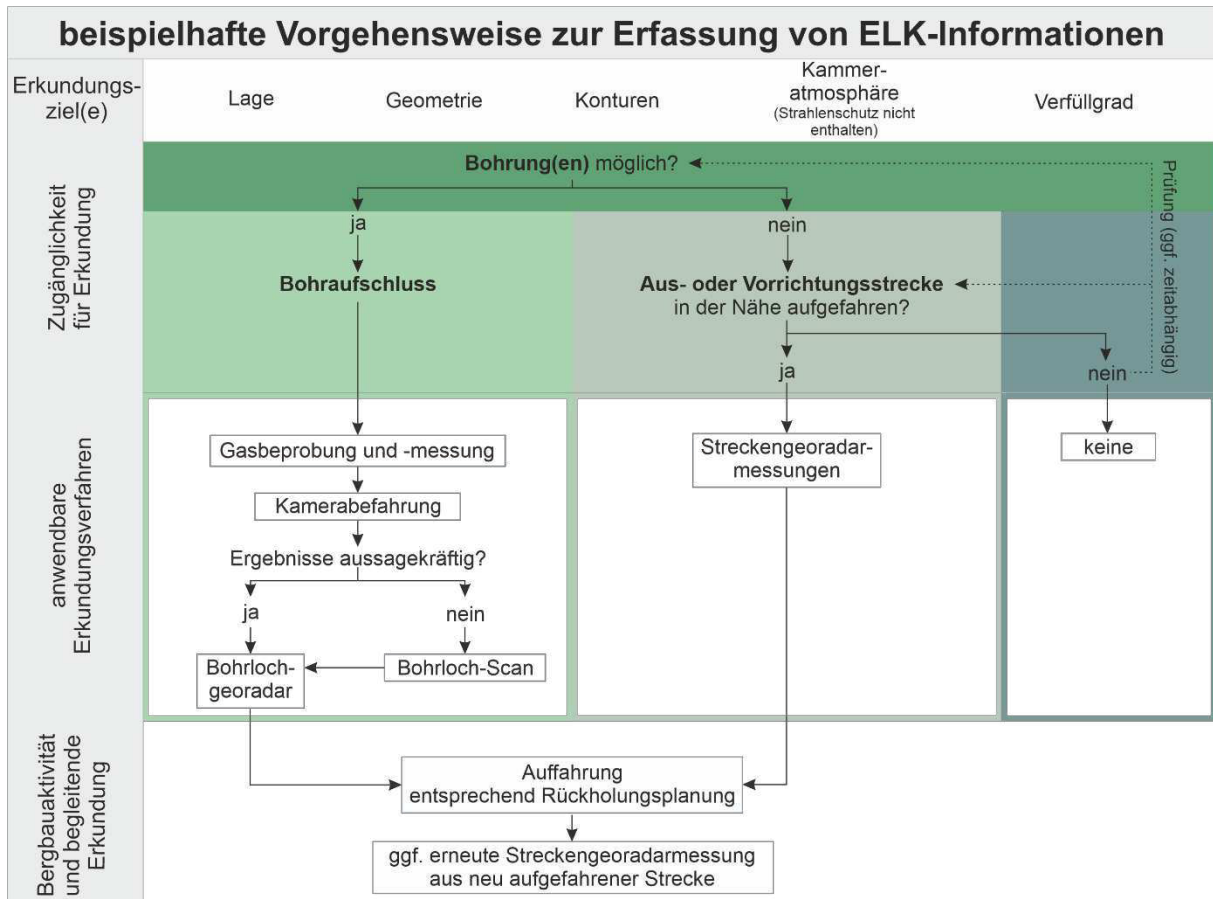 beispielhafte Vorgehensweise zur Erfassung von ELK-Informationen
Erkundungs-
ziel(e)
Lage
Geometrie
Konturen
Kammer-
atmosphäre
(Strahlenschutz nicht
enthalten)
Verfüllgrad
Zugänglichkeit
für Erkundung
Bohrung(en) möglich?
ja
nein
Prüfung (ggf. zeitabhängig)
Bohraufschluss
Aus- oder Vorrichtungsstrecke
in der Nähe aufgefahren?
ja
nein
anwendbare
Erkundungsverfahren
Gasbeprobung und -messung
Streckengeoradar-
messungen
keine
Kamerabefahrung
Ergebnisse aussagekräftig?
ja
nein
Bohrloch-
georadar
Bohrloch-Scan
Bergbauaktivität
und begleitende
Erkundung
Auffahrung
entsprechend Rückholungsplanung
ggf. erneute Streckengeoradarmessung
aus neu aufgefahrener Strecke